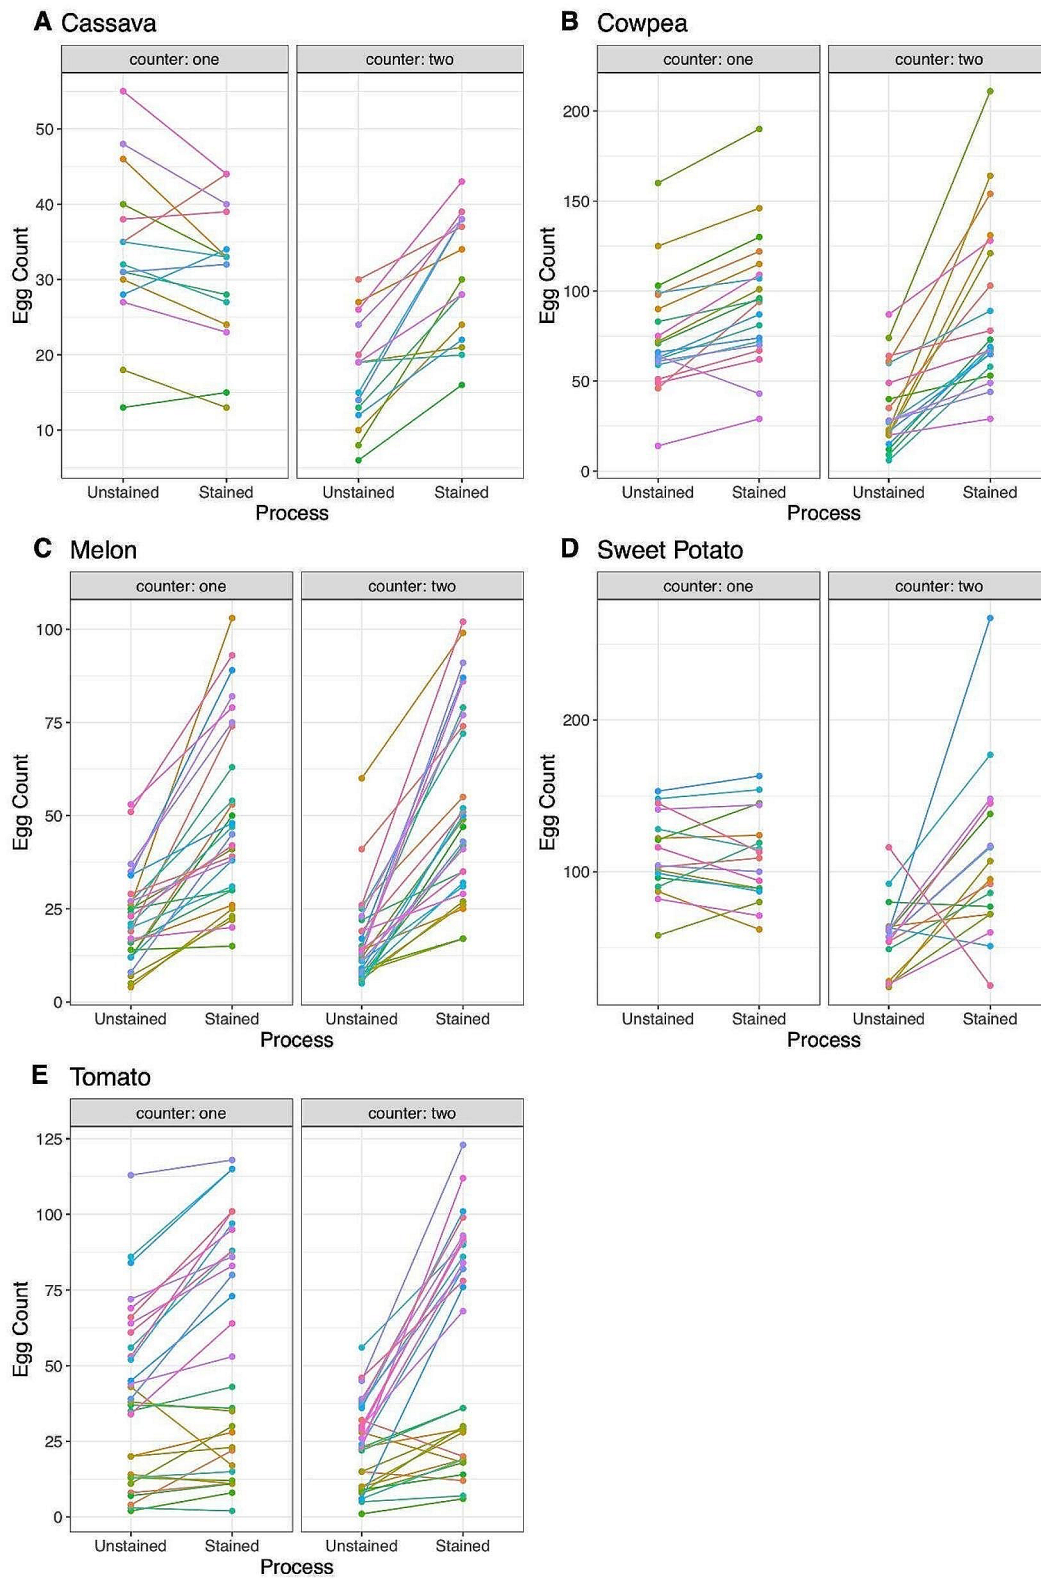 A Cassava
counter: one
counter: two
Egg Count
50
40
30
20
10
Unstained Stained
Unstained Stained
Process
B Cowpea
counter: one
counter: two
Egg Count
200
150
100
50
0
Unstained Stained
Unstained Stained
Process
C Melon
counter: one
counter: two
Egg Count
100
75
50
25
0
Unstained Stained
Unstained Stained
Process
D Sweet Potato
counter: one
counter: two
Egg Count
200
100
Unstained Stained
Unstained Stained
Process
E Tomato
counter: one
counter: two
Egg Count
125
100
75
50
25
0
Unstained Stained
Unstained Stained
Process